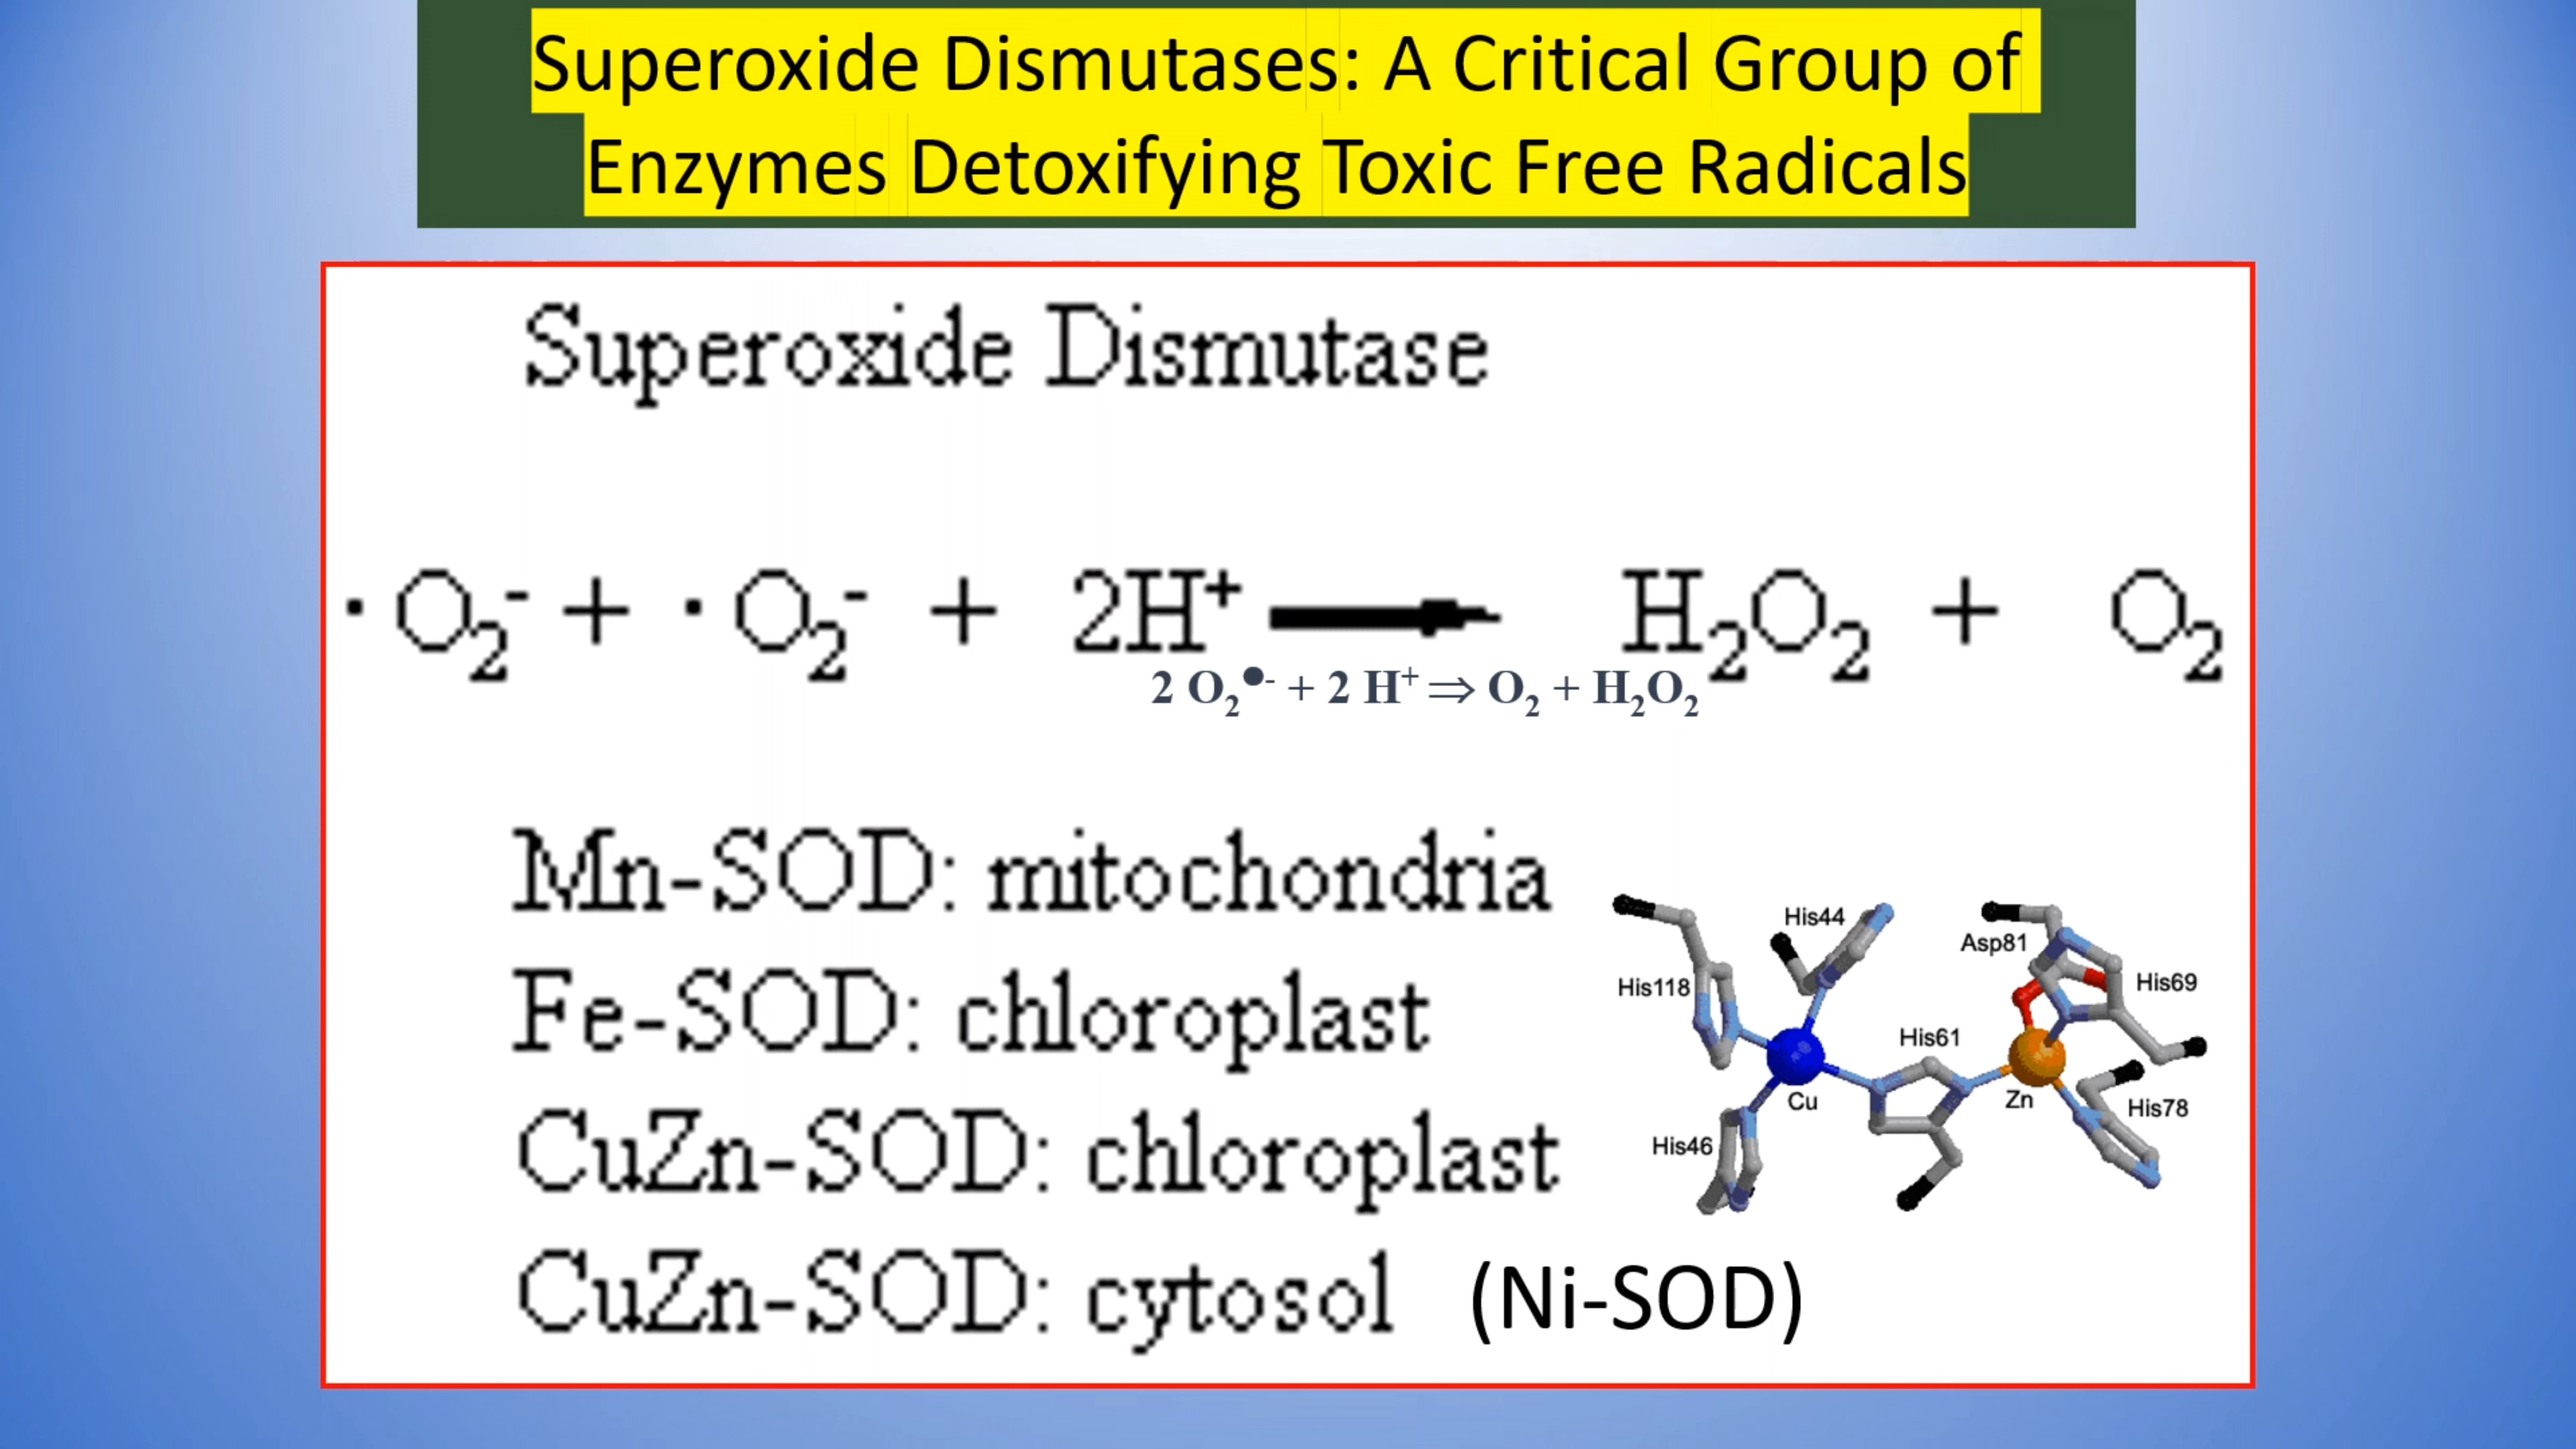 Superoxide Dismutases: A Critical Group of
Enzymes Detoxifying Toxic Free Radicals
Superoxide Dismutase
·O₂⁻ + ·O₂⁻ + 2H⁺ → H₂O₂ + O₂
2 O₂•⁻ + 2 H⁺ ⇒ O₂ + H₂O₂
Mn-SOD: mitochondria
Fe-SOD: chloroplast
CuZn-SOD: chloroplast
CuZn-SOD: cytosol (Ni-SOD)
His44
Asp81
His118
His69
His61
Cu
Zn
His78
His46